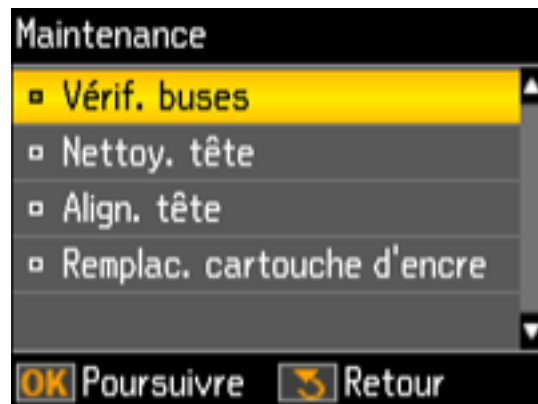 Maintenance
Vérif. buses
Nettoy. tête
Align. tête
Remplac. cartouche d'encre
OK Poursuivre Retour